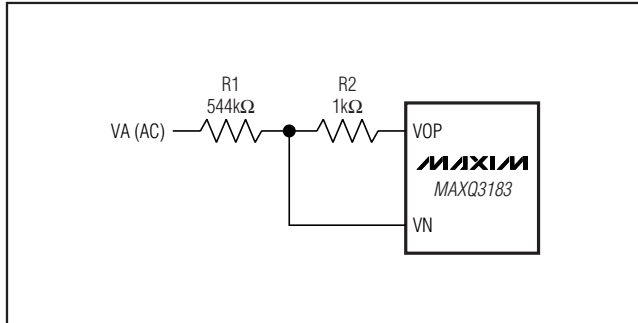 R1
544kΩ
R2
1kΩ
VA (AC)
VOP
MAXIM
MAXQ3183
VN